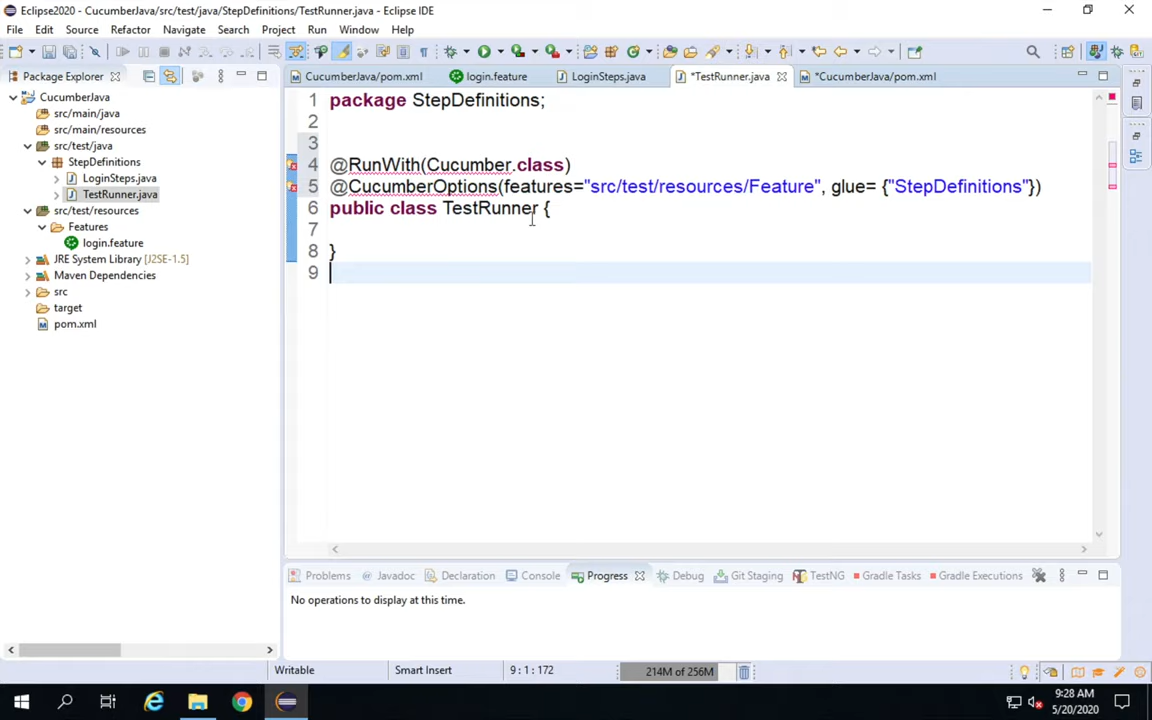 Eclipse2020 - CucumberJava/src/test/java/StepDefinitions/TestRunner.java - Eclipse IDE
File Edit Source Refactor Navigate Search Project Run Window Help
Package Explorer
CucumberJava/pom.xml login.feature LoginSteps.java *TestRunner.java *CucumberJava/pom.xml
CucumberJava
src/main/java
src/main/resources
src/test/java
StepDefinitions
LoginSteps.java
TestRunner.java
src/test/resources
Features
login.feature
JRE System Library [J2SE-1.5]
Maven Dependencies
src
target
pom.xml
1 package StepDefinitions;
2
3
4 @RunWith(Cucumber.class)
5 @CucumberOptions(features="src/test/resources/Feature", glue= {"StepDefinitions"})
6 public class TestRunner {
7
8 }
9
Problems Javadoc Declaration Console Progress Debug Git Staging TestNG Gradle Tasks Gradle Executions
No operations to display at this time.
Writable Smart Insert 9 : 1 : 172 214M of 256M
9:28 AM
5/20/2020